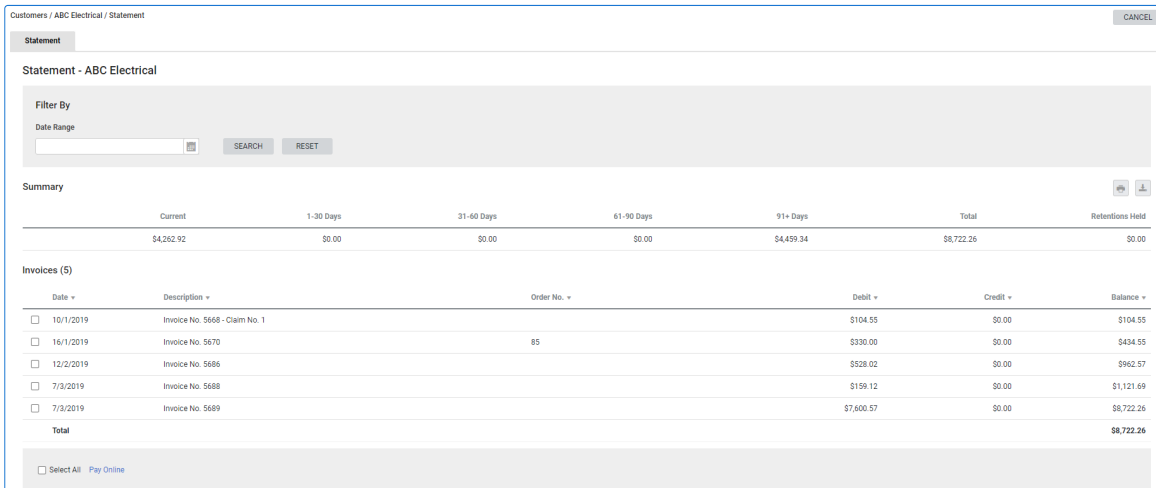 Customers / ABC Electrical / Statement CANCEL
Statement
Statement - ABC Electrical
Filter By
Date Range
SEARCH RESET
Summary
Current 1-30 Days 31-60 Days 61-90 Days 91+ Days Total Retentions Held
$4,262.92 $0.00 $0.00 $0.00 $4,459.34 $8,722.26 $0.00
Invoices (5)
Date Description Order No. Debit Credit Balance
10/1/2019 Invoice No. 5668 - Claim No. 1 $104.55 $0.00 $104.55
16/1/2019 Invoice No. 5670 85 $330.00 $0.00 $434.55
12/2/2019 Invoice No. 5686 $528.02 $0.00 $962.57
7/3/2019 Invoice No. 5688 $159.12 $0.00 $1,121.69
7/3/2019 Invoice No. 5689 $7,600.57 $0.00 $8,722.26
Total $8,722.26
Select All Pay Online